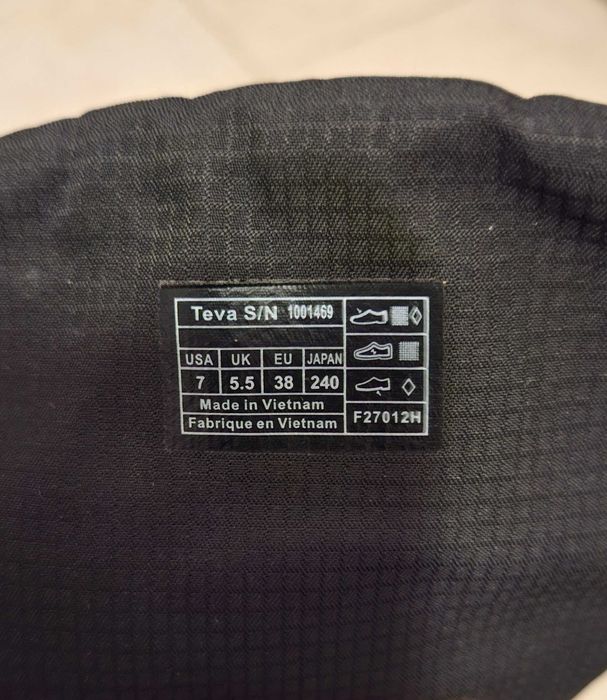 Teva S/N 1001469
USA UK EU JAPAN
7 5.5 38 240
Made in Vietnam
Fabrique en Vietnam
F27012H